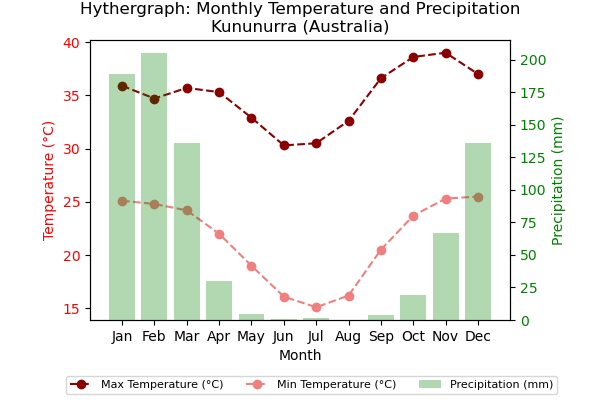 Hythergraph: Monthly Temperature and Precipitation
Kununurra (Australia)
40
35
30
25
20
15
Temperature (°C)
200
175
150
125
100
75
50
25
0
Precipitation (mm)
Jan Feb Mar Apr May Jun Jul Aug Sep Oct Nov Dec
Month
Max Temperature (°C) Min Temperature (°C) Precipitation (mm)